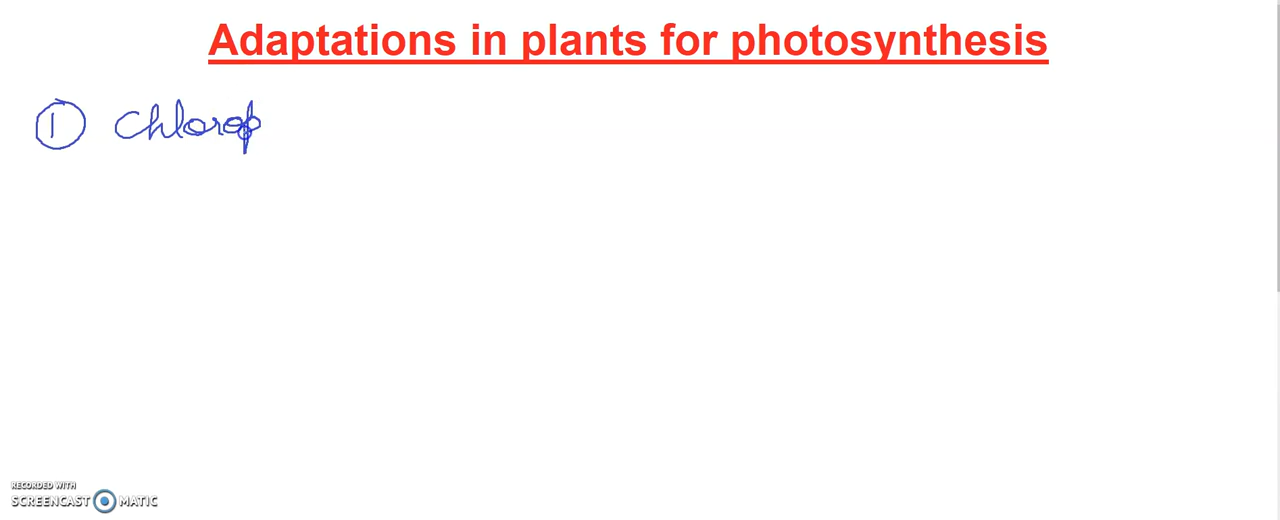 Adaptations in plants for photosynthesis
① Chlorop
RECORDED WITH
SCREENCAST MATIC